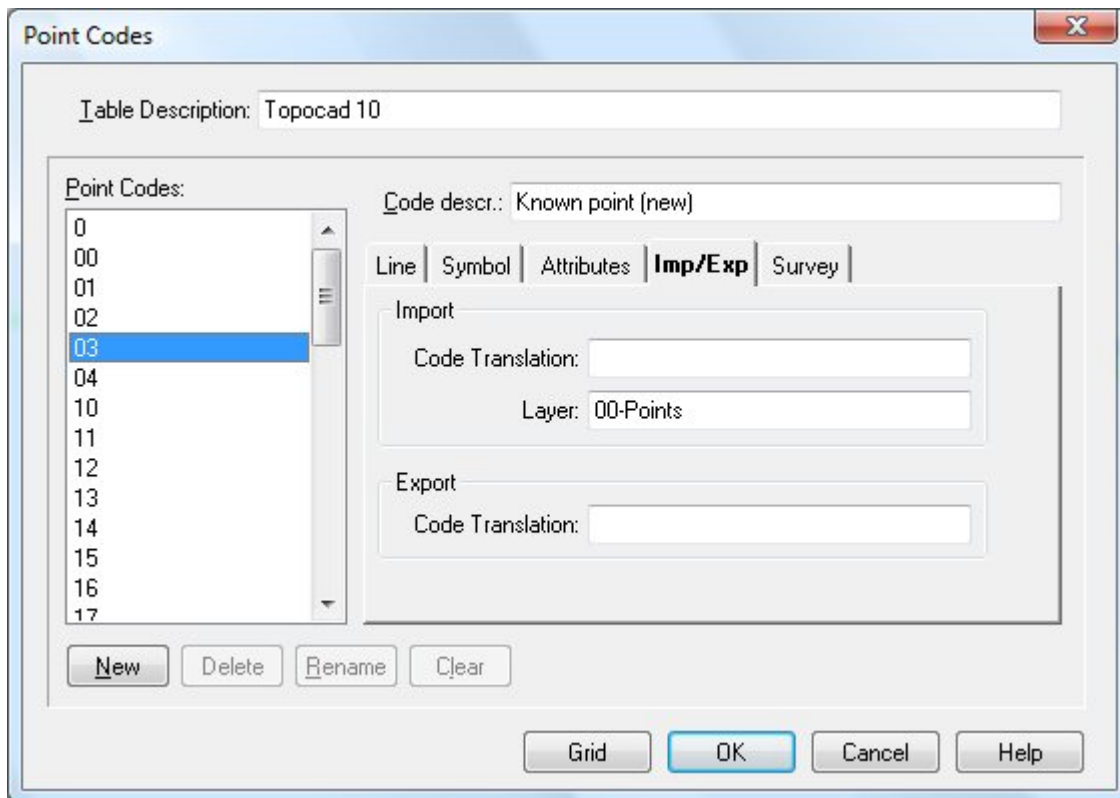 Point Codes
Table Description: Topocad 10
Point Codes:
0
00
01
02
03
04
10
11
12
13
14
15
16
17
Code descr.: Known point (new)
Line Symbol Attributes Imp/Exp Survey
Import
Code Translation:
Layer: 00-Points
Export
Code Translation:
New Delete Rename Clear
Grid OK Cancel Help